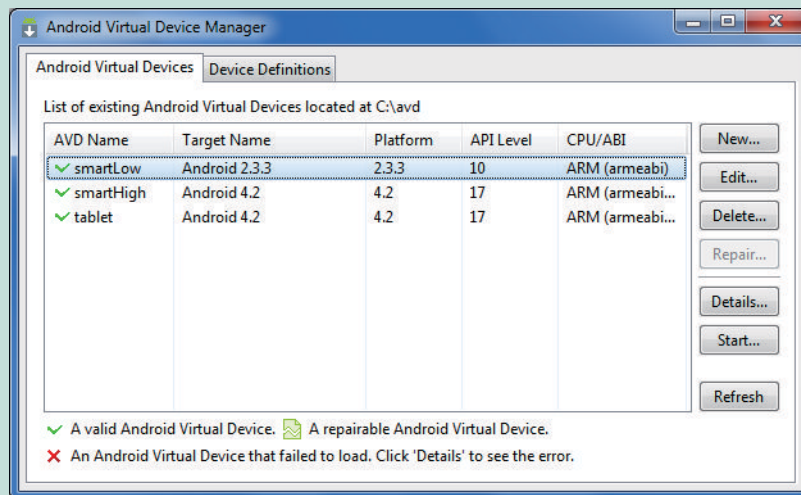 Android Virtual Device Manager
Android Virtual Devices Device Definitions
List of existing Android Virtual Devices located at C:\avd
AVD Name Target Name Platform API Level CPU/ABI
smartLow Android 2.3.3 2.3.3 10 ARM (armeabi)
smartHigh Android 4.2 4.2 17 ARM (armeabi...
tablet Android 4.2 4.2 17 ARM (armeabi...
New...
Edit...
Delete...
Repair...
Details...
Start...
Refresh
A valid Android Virtual Device. A repairable Android Virtual Device.
An Android Virtual Device that failed to load. Click 'Details' to see the error.